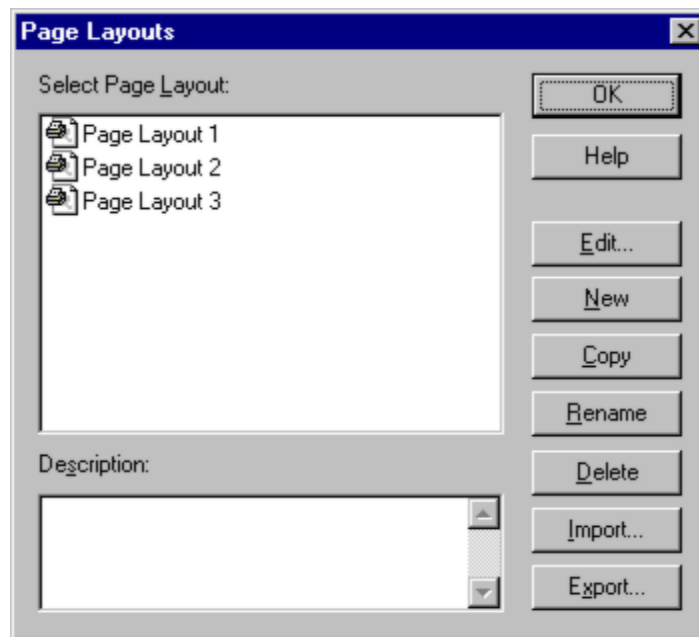 Page Layouts
Select Page Layout:
Page Layout 1
Page Layout 2
Page Layout 3
Description:
OK
Help
Edit...
New
Copy
Rename
Delete
Import...
Export...